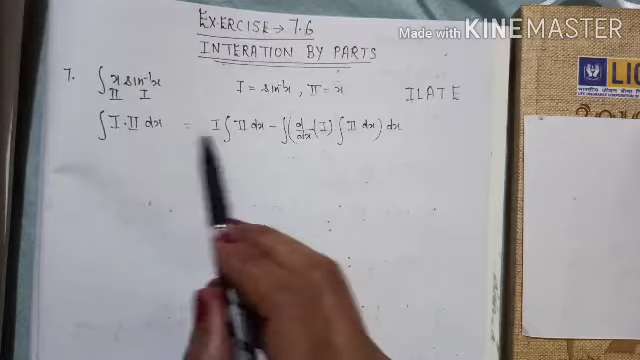 EXERCISE → 7.6
Made with KINEMASTER
INTERATION BY PARTS
7. ∫ x sin⁻¹x
II I
I = sin⁻¹x , II = x
ILATE
∫ I · II dx = I ∫ II dx − ∫ ( d/dx (I) ∫ II dx ) dx
LIC